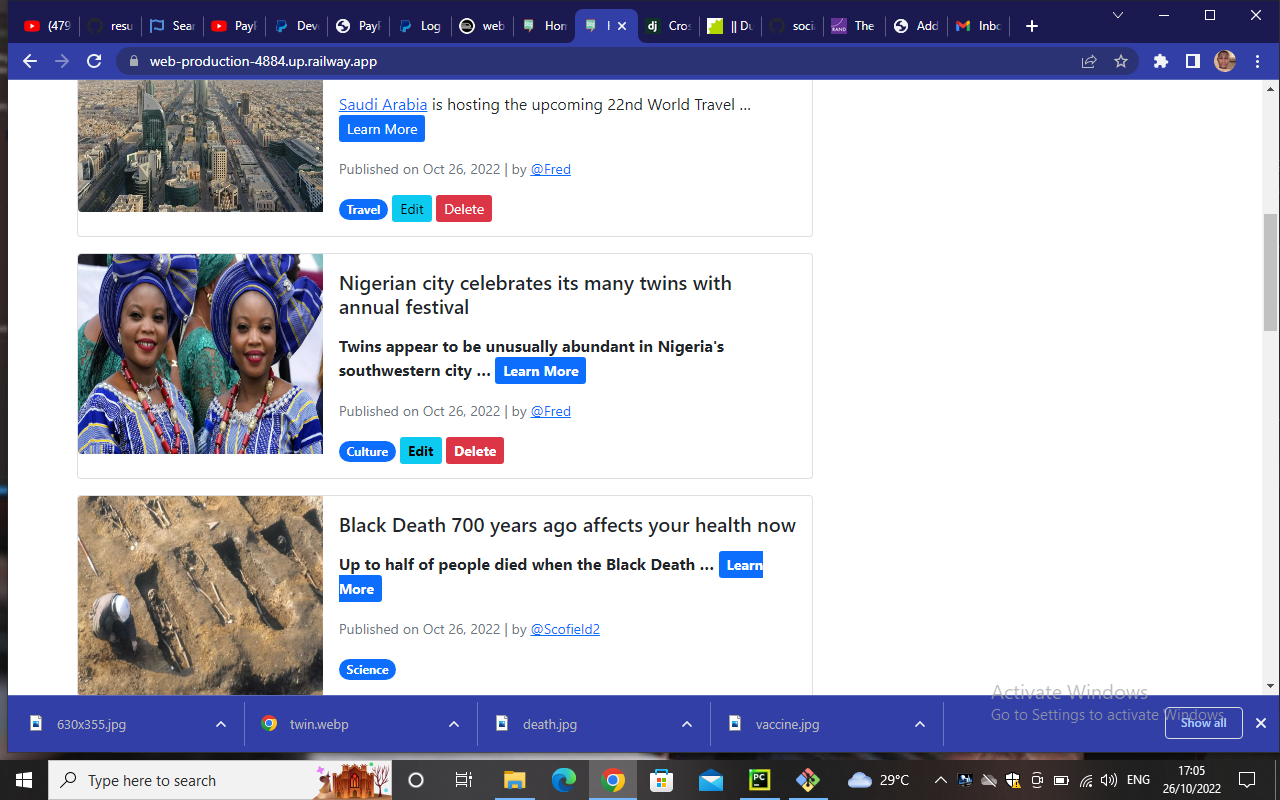 (479
resu
Sear
PayP
Deve
PayP
Log
web
Hon
Cros
|| Du
socia
The
Add
Inbo
web-production-4884.up.railway.app
Saudi Arabia is hosting the upcoming 22nd World Travel ...
Learn More
Published on Oct 26, 2022 | by @Fred
Travel Edit Delete
Nigerian city celebrates its many twins with
annual festival
Twins appear to be unusually abundant in Nigeria's
southwestern city ... Learn More
Published on Oct 26, 2022 | by @Fred
Culture Edit Delete
Black Death 700 years ago affects your health now
Up to half of people died when the Black Death ... Learn
More
Published on Oct 26, 2022 | by @Scofield2
Science
Activate Windows
Go to Settings to activate Windows.
630x355.jpg
twin.webp
death.jpg
vaccine.jpg
Show all
Type here to search
29°C
ENG
17:05
26/10/2022